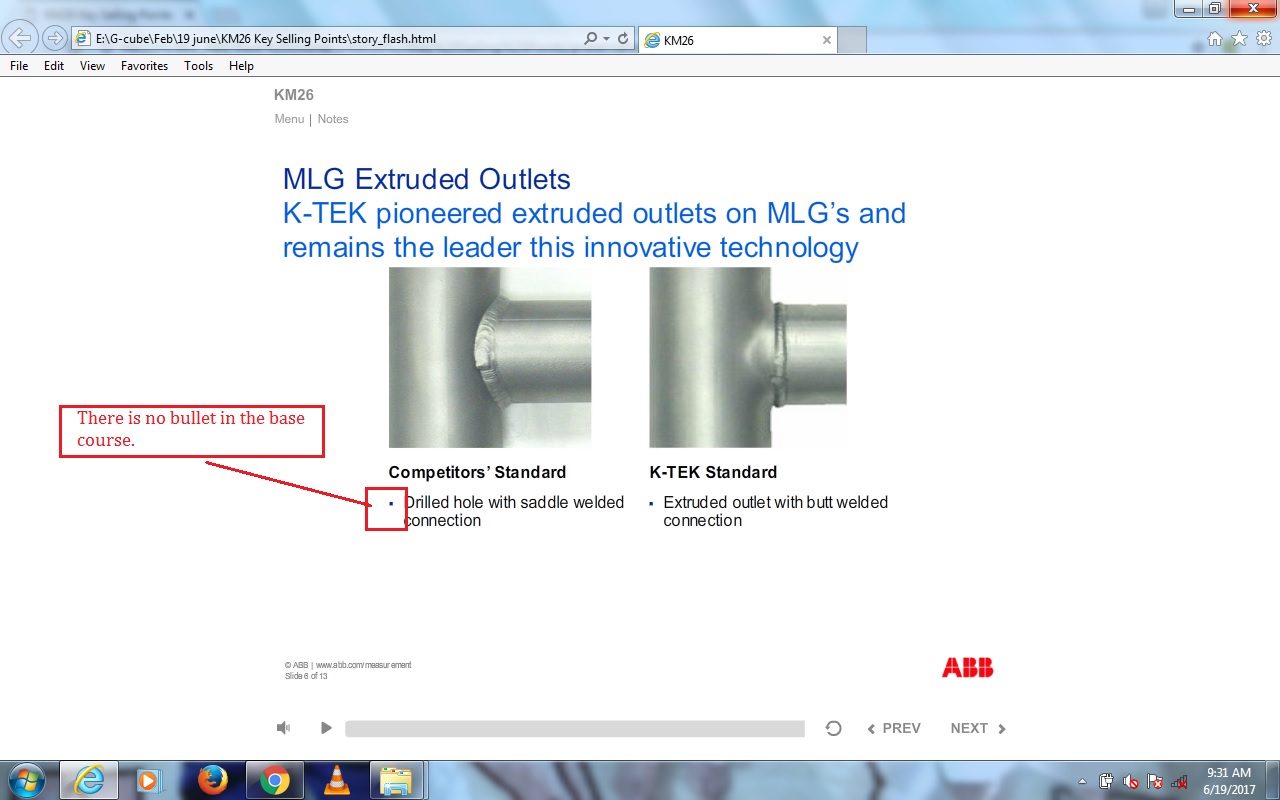 E:\G-cube\Feb\19 june\KM26 Key Selling Points\story_flash.html
KM26
File Edit View Favorites Tools Help
KM26
Menu | Notes
MLG Extruded Outlets
K-TEK pioneered extruded outlets on MLG’s and
remains the leader this innovative technology
There is no bullet in the base
course.
Competitors’ Standard
▪ Drilled hole with saddle welded
connection
K-TEK Standard
▪ Extruded outlet with butt welded
connection
© ABB | www.abb.com/measurement
Slide 6 of 13
ABB
PREV NEXT
9:31 AM
6/19/2017